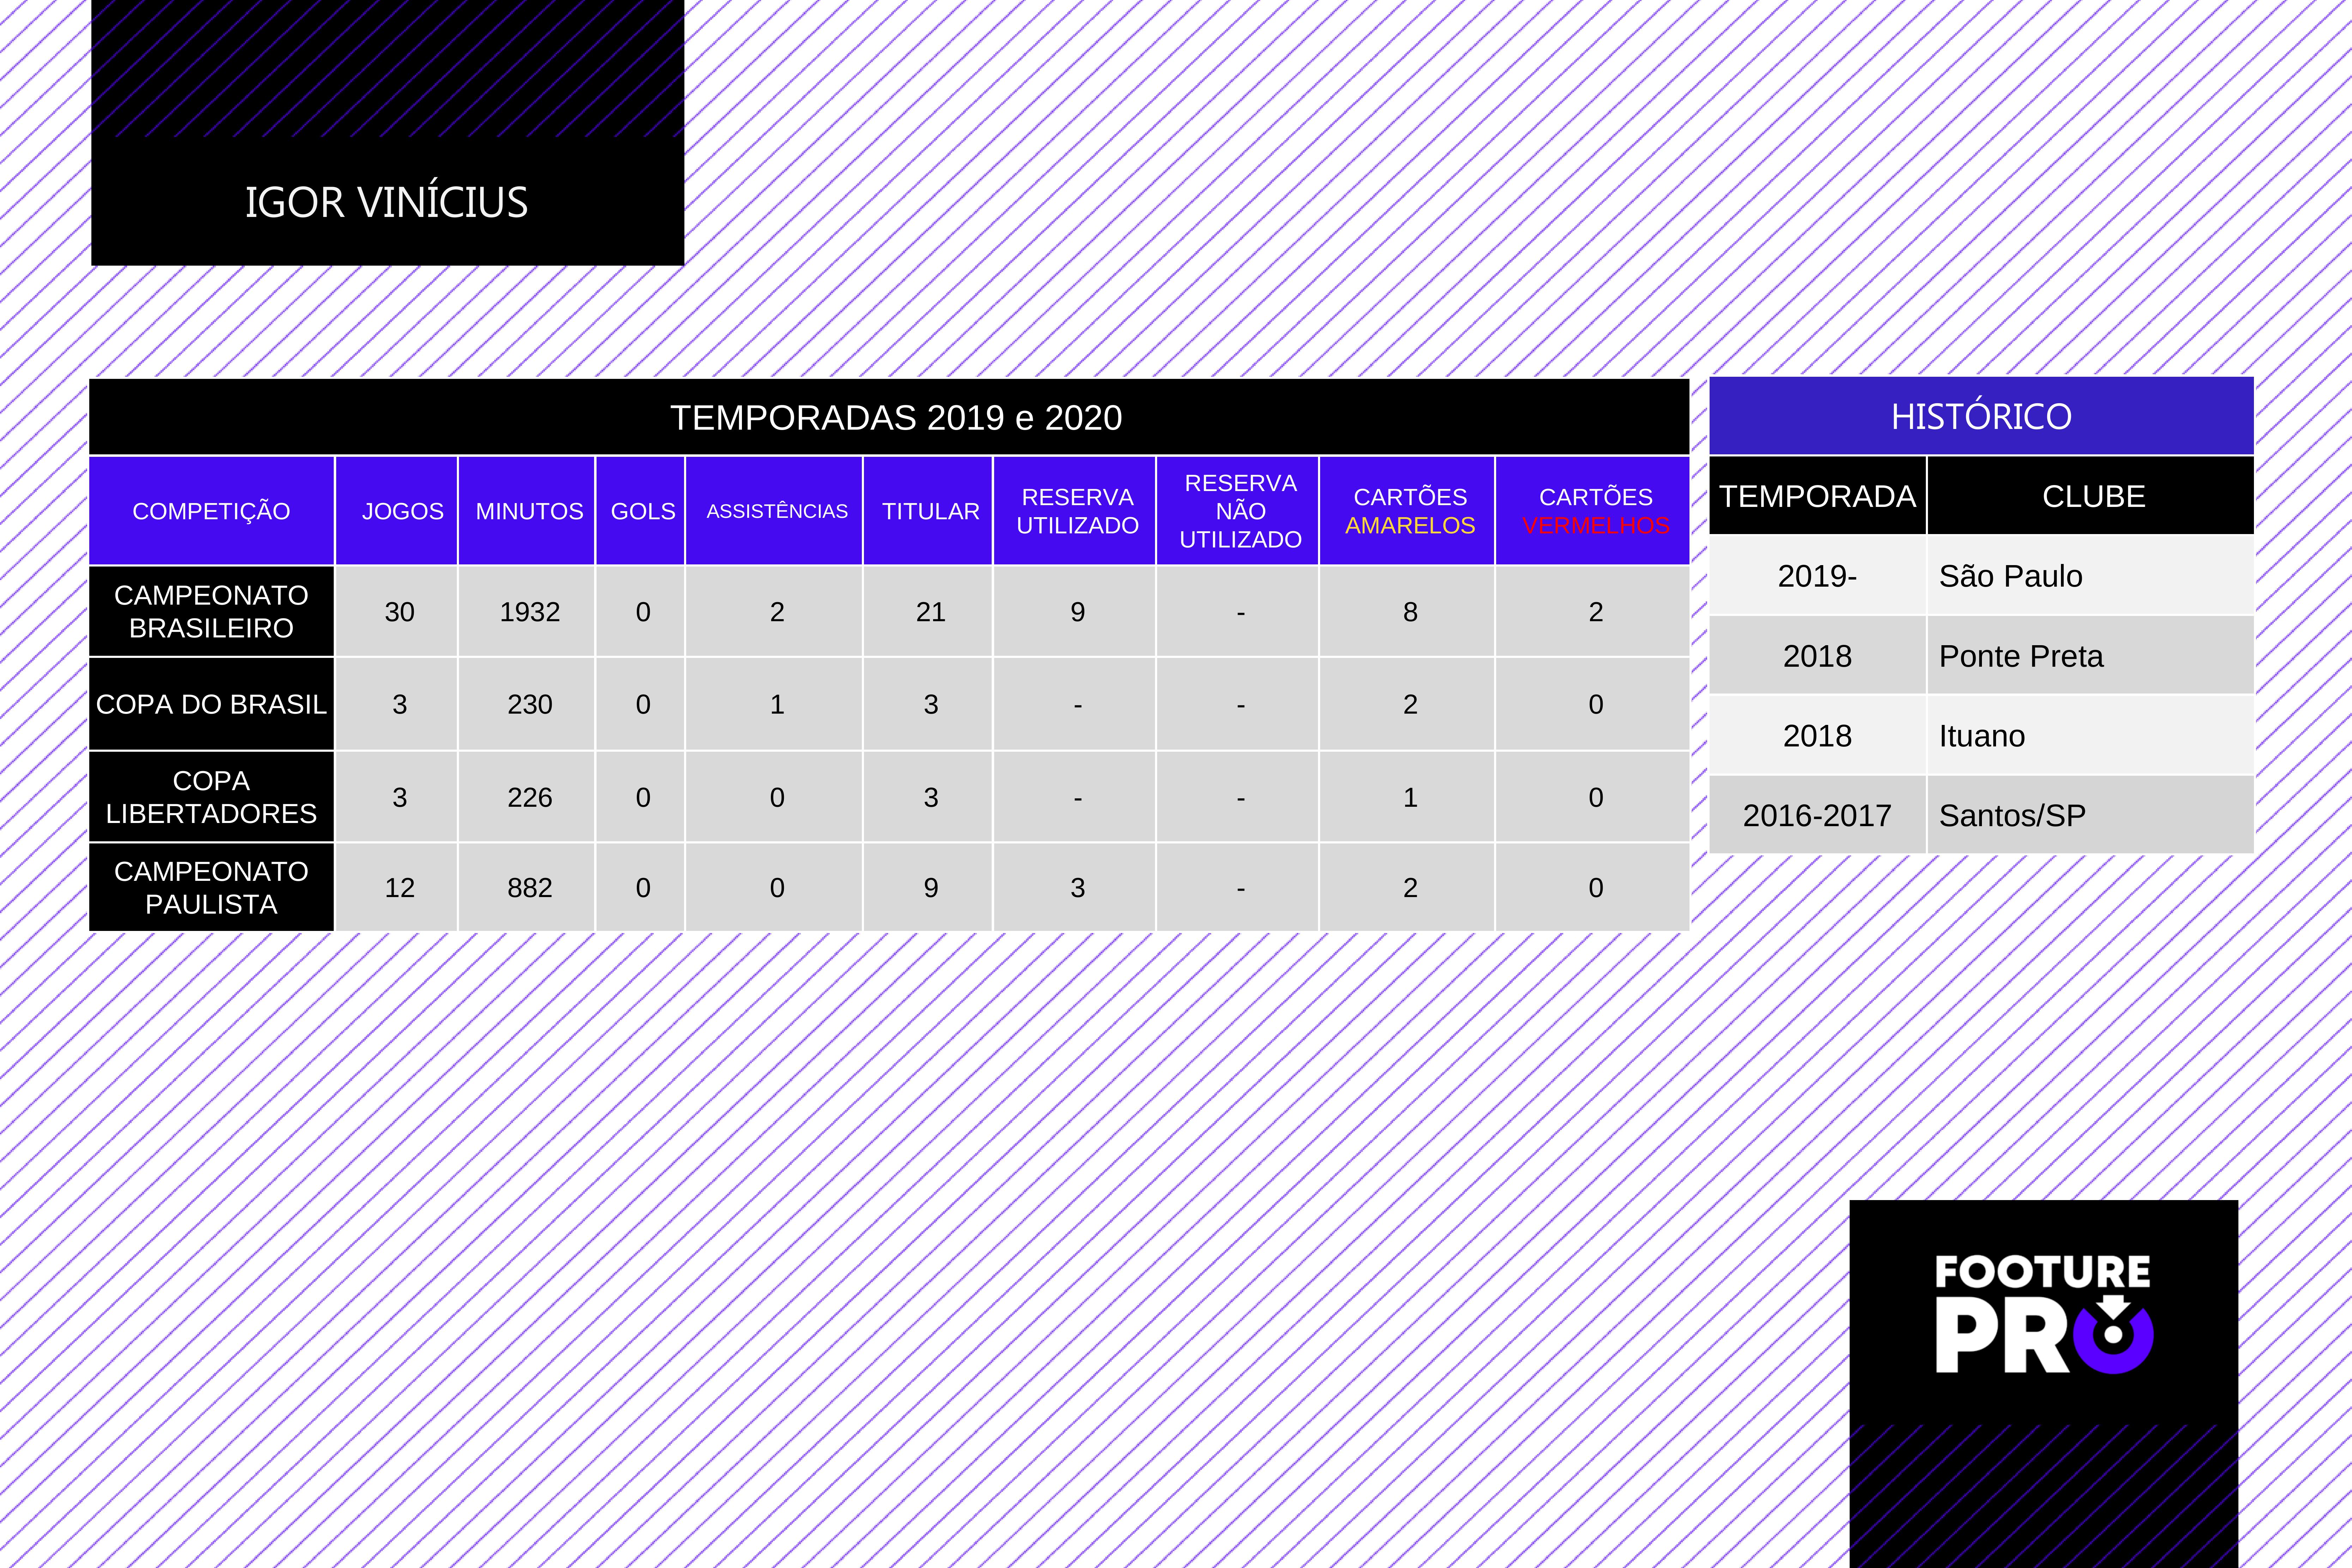 IGOR VINÍCIUS
TEMPORADAS 2019 e 2020
COMPETIÇÃO JOGOS MINUTOS GOLS ASSISTÊNCIAS TITULAR RESERVA UTILIZADO RESERVA NÃO UTILIZADO CARTÕES AMARELOS CARTÕES VERMELHOS
CAMPEONATO BRASILEIRO 30 1932 0 2 21 9 - 8 2
COPA DO BRASIL 3 230 0 1 3 - - 2 0
COPA LIBERTADORES 3 226 0 0 3 - - 1 0
CAMPEONATO PAULISTA 12 882 0 0 9 3 - 2 0
HISTÓRICO
TEMPORADA CLUBE
2019- São Paulo
2018 Ponte Preta
2018 Ituano
2016-2017 Santos/SP
FOOTURE
PRO